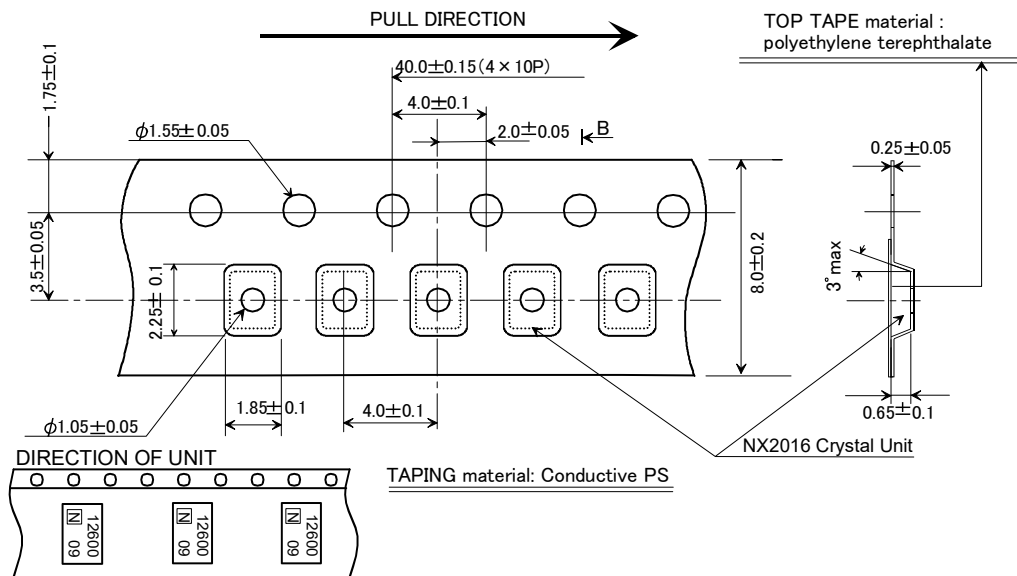 PULL DIRECTION
TOP TAPE material :
polyethylene terephthalate
1.75±0.1
40.0±0.15(4×10P)
4.0±0.1
2.0±0.05
B
ϕ1.55±0.05
0.25±0.05
3.5±0.05
2.25±0.1
8.0±0.2
3°max
1.85±0.1
4.0±0.1
0.65±0.1
ϕ1.05±0.05
NX2016 Crystal Unit
DIRECTION OF UNIT
TAPING material: Conductive PS
12600
N 09
12600
N 09
12600
N 09